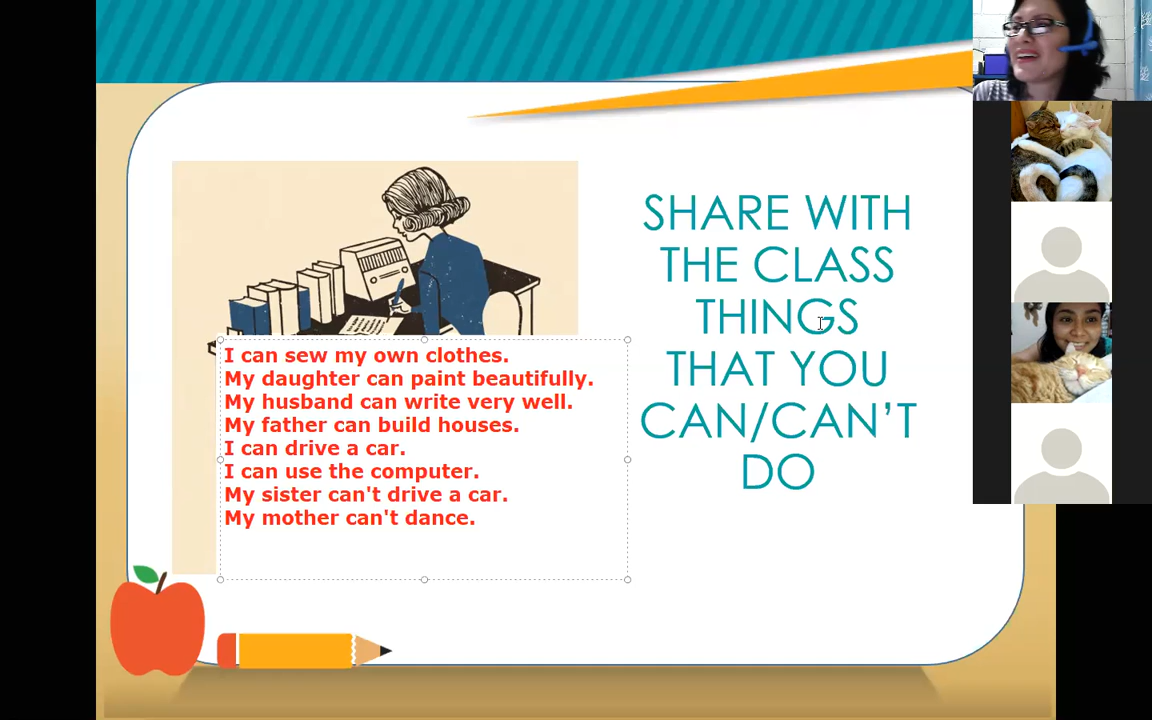 SHARE WITH
THE CLASS
THINGS
THAT YOU
CAN/CAN'T
DO
I can sew my own clothes.
My daughter can paint beautifully.
My husband can write very well.
My father can build houses.
I can drive a car.
I can use the computer.
My sister can't drive a car.
My mother can't dance.